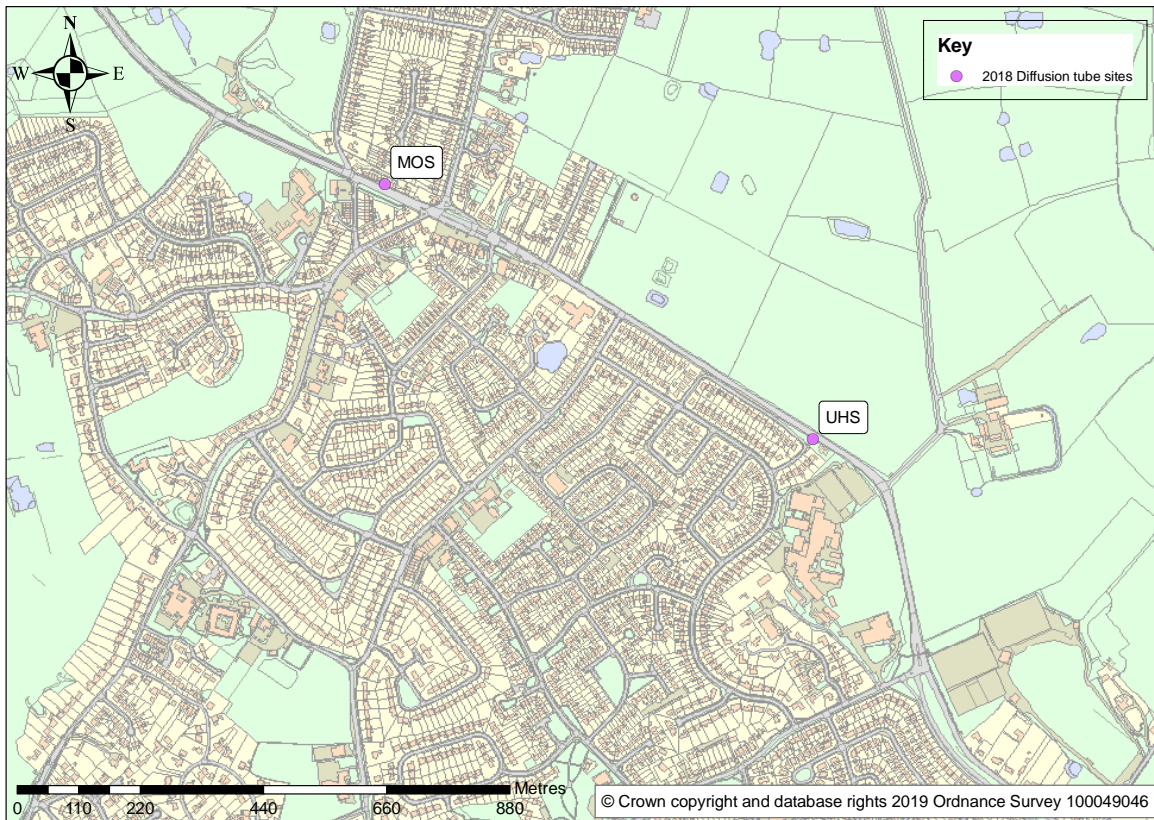 N
W E
S
Key
2018 Diffusion tube sites
MOS
UHS
Metres
0 110 220 440 660 880
© Crown copyright and database rights 2019 Ordnance Survey 100049046